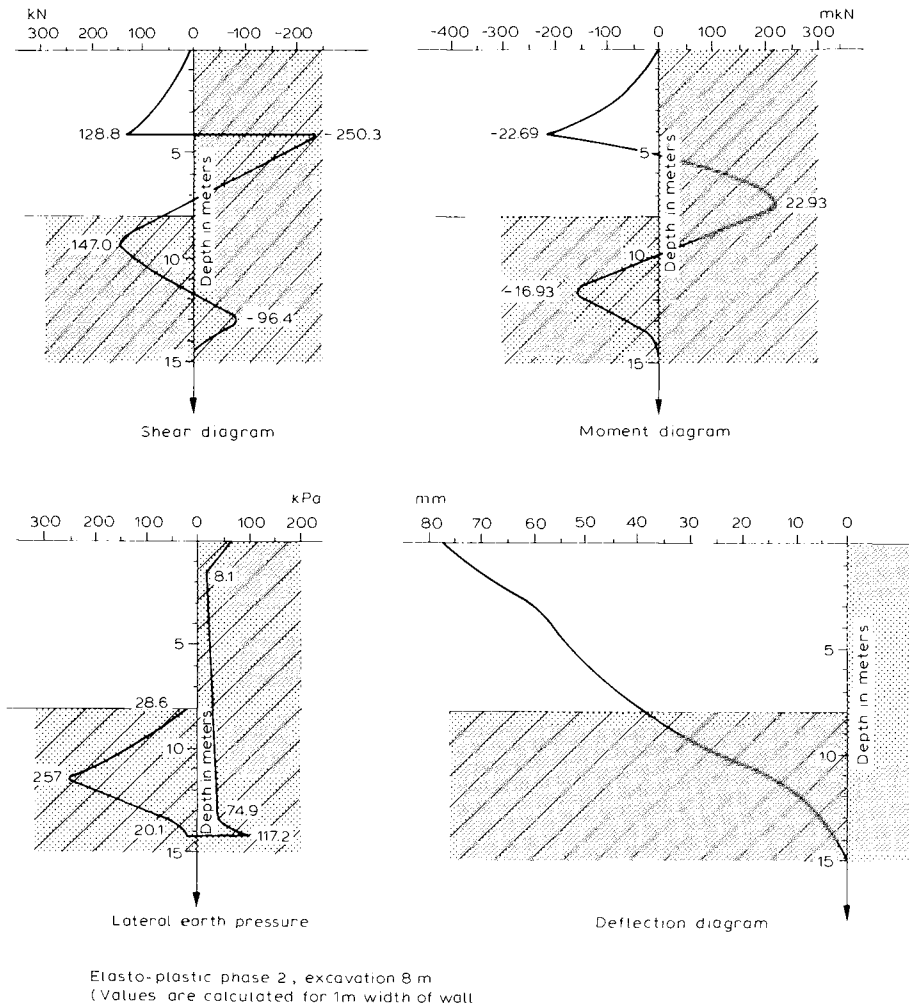 kN
300 200 100 0 -100 -200
128.8
-250.3
5
147.0
10
-96.4
15
Depth in meters
Shear diagram
mkN
-400 -200 0 100 200 300
-22.69
5
22.93
10
-16.93
15
Depth in meters
Moment diagram
kPa
300 200 100 0 100 200
8.1
5
28.6
10
257
74.9
20.1
117.2
15
Depth in meters
Lateral earth pressure
mm
80 70 60 50 40 30 20 10 0
5
10
15
Depth in meters
Deflection diagram
Elasto-plastic phase 2, excavation 8 m
(Values are calculated for 1m width of wall